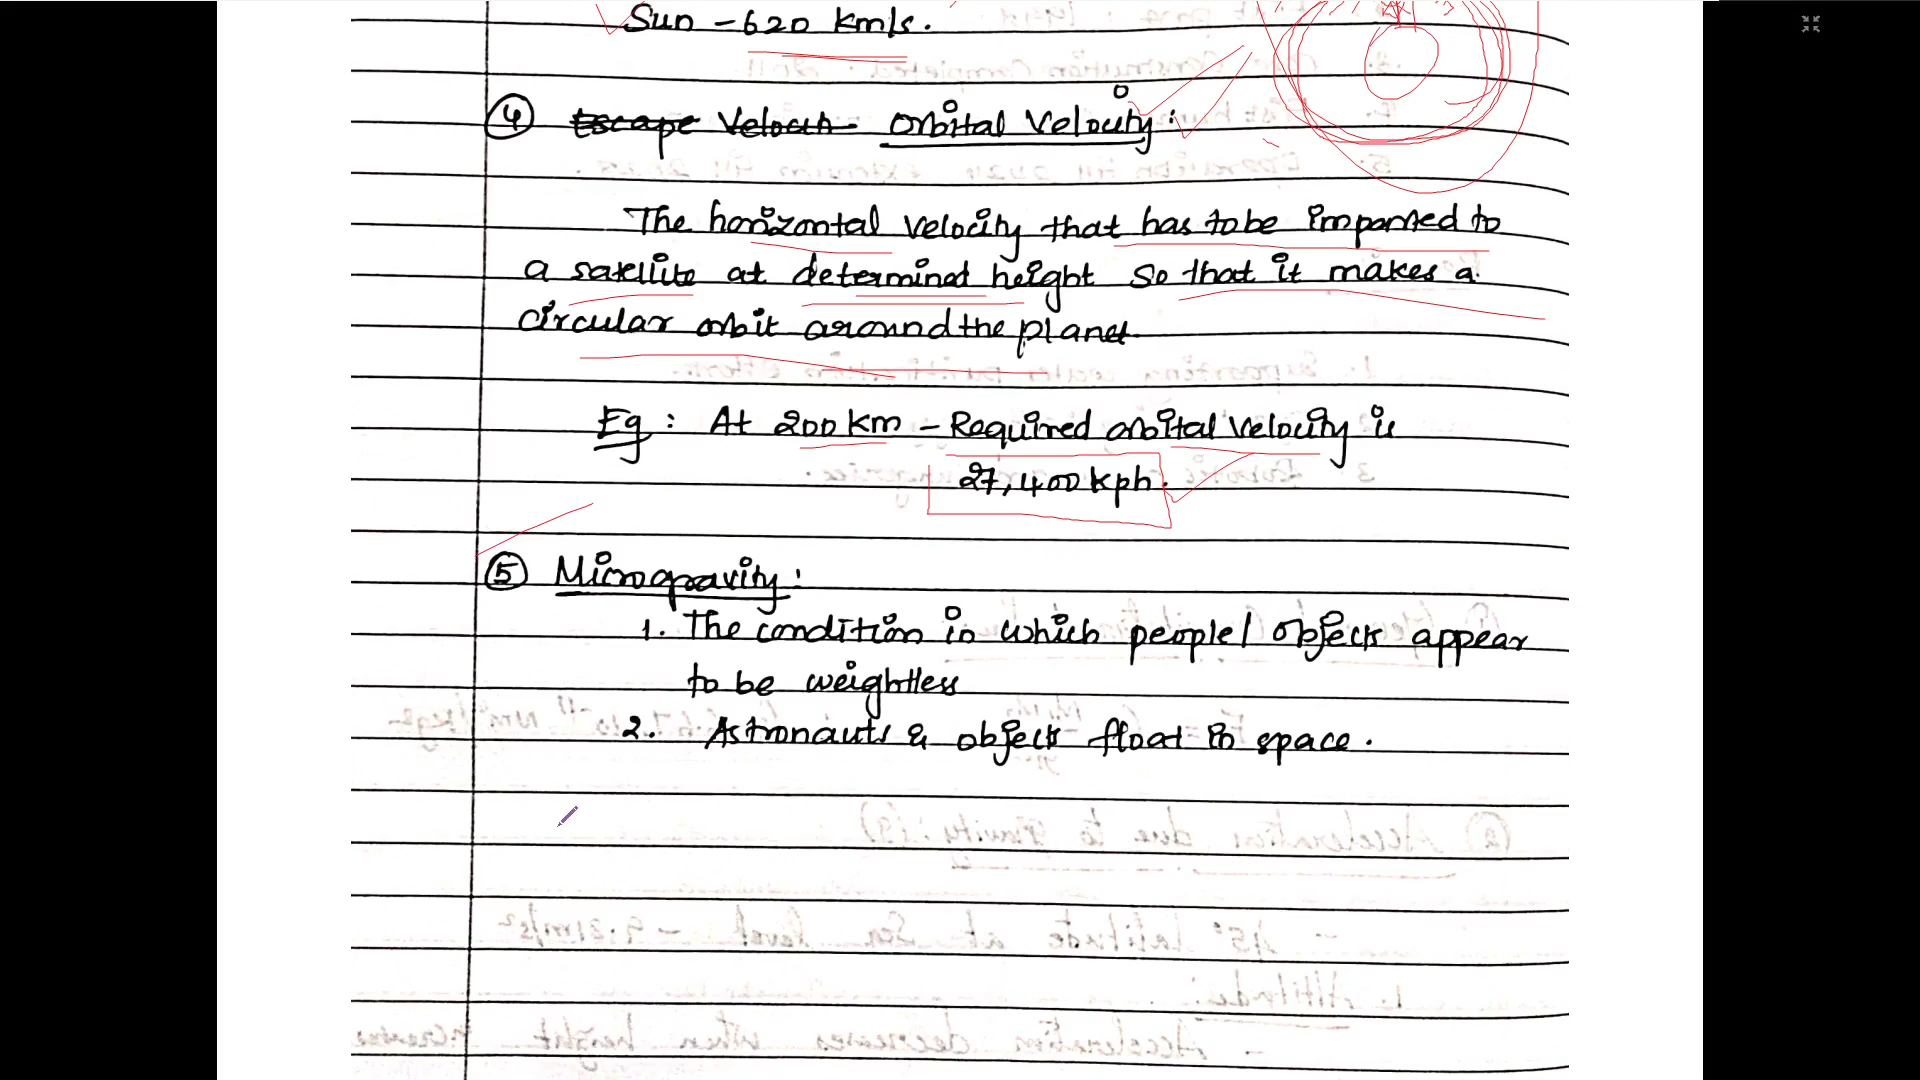 Sun - 620 km/s.
④ Escape Velocit- Orbital Velocity:
The horizontal velocity that has to be imparted to
a satellite at determined height so that it makes a
circular orbit around the planet.
Eg: At 200 km - Required orbital velocity is
27,400 kph.
⑤ Microgravity:
1. The condition in which people/ objects appear
to be weightless
2. Astronauts & objects float in space.